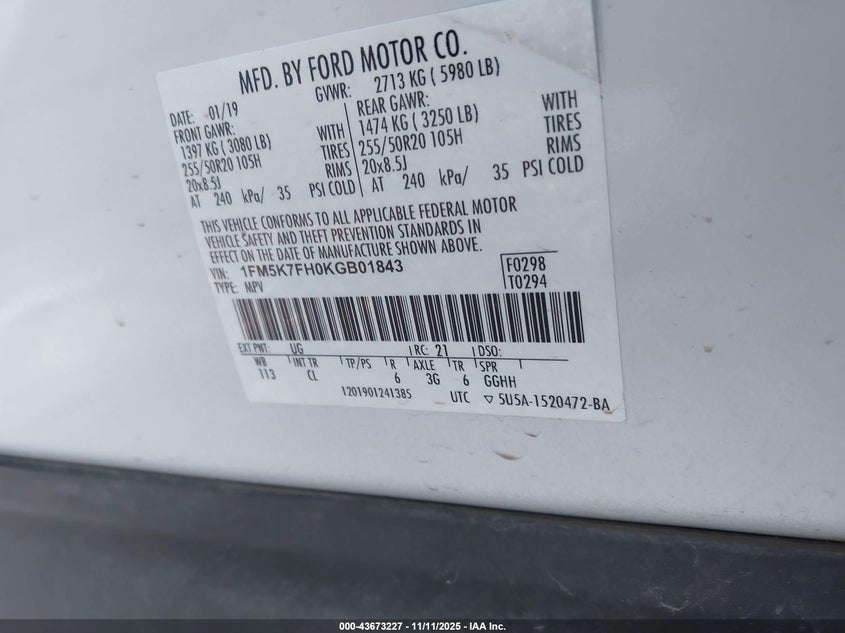 MFD. BY FORD MOTOR CO.
DATE: 01/19
GVWR: 2713 KG ( 5980 LB)
FRONT GAWR:
1397 KG ( 3080 LB) WITH
255/50R20 105H TIRES
20x8.5J RIMS
AT 240 kPa/ 35 PSI COLD
REAR GAWR: WITH
1474 KG ( 3250 LB) TIRES
255/50R20 105H RIMS
20x8.5J
AT 240 kPa/ 35 PSI COLD
THIS VEHICLE CONFORMS TO ALL APPLICABLE FEDERAL MOTOR
VEHICLE SAFETY AND THEFT PREVENTION STANDARDS IN
EFFECT ON THE DATE OF MANUFACTURE SHOWN ABOVE.
VIN: 1FM5K7FH0KGB01843
TYPE: MPV
F0298
T0294
EXT PNT: UG RC: 21 DSO:
WB INT TR TP/PS R AXLE TR SPR
113 CL 6 3G 6 GGHH
1201901241385 UTC ▽ 5U5A-1520472-BA
000-43673227 - 11/11/2025 - IAA Inc.